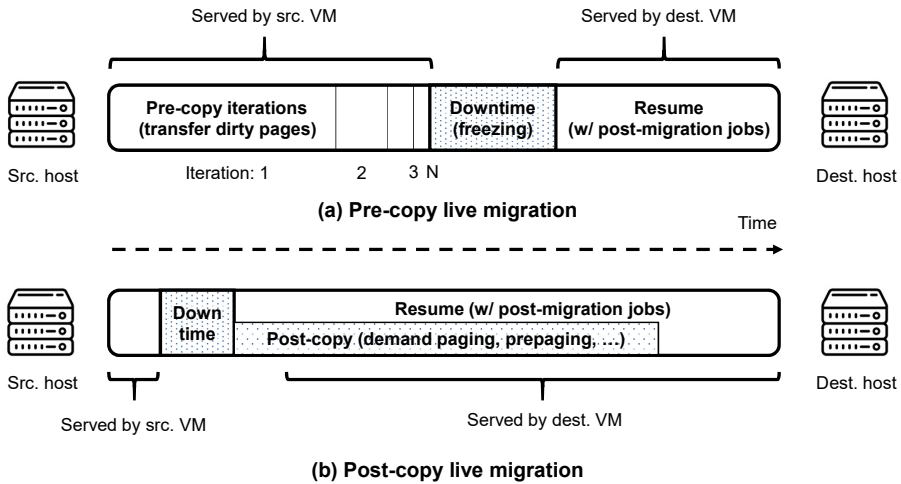 Served by src. VM
Served by dest. VM
Pre-copy iterations
(transfer dirty pages)
Downtime
(freezing)
Resume
(w/ post-migration jobs)
Src. host
Iteration: 1
2
3
N
Dest. host
(a) Pre-copy live migration
Time
Down
time
Resume (w/ post-migration jobs)
Post-copy (demand paging, prepaging, ...)
Src. host
Dest. host
Served by src. VM
Served by dest. VM
(b) Post-copy live migration